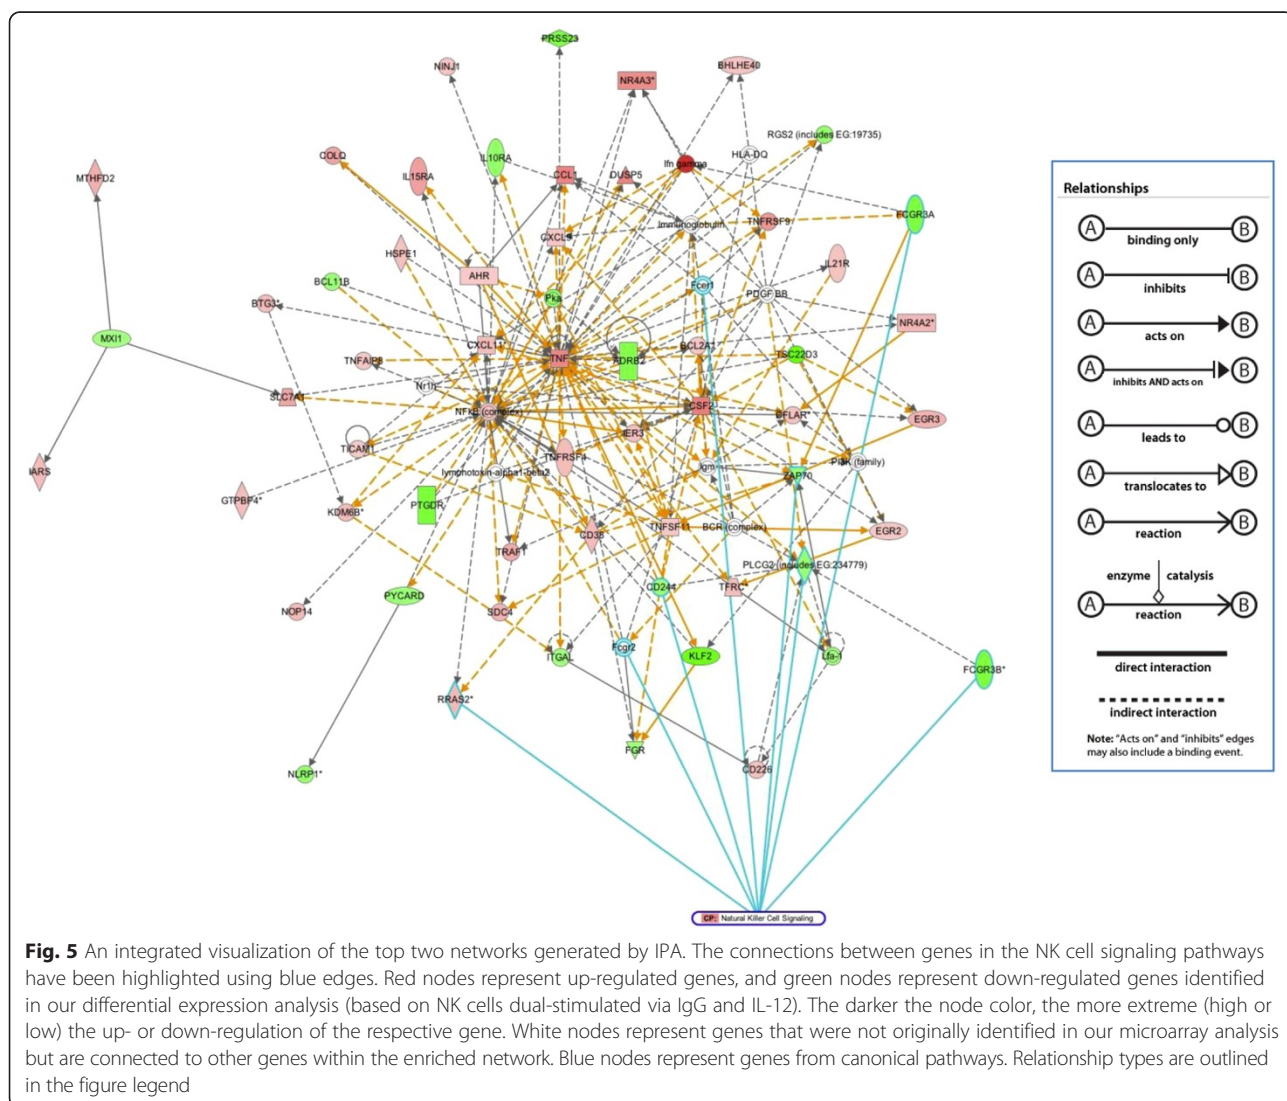 PRSS23
NINJ1
NR4A3*
BHLHE40
RGS2 (includes EG:19735)
COLQ
IL10RA
Ifn gamma
HLA-DQ
MTHFD2
IL15RA
CCL1
DUSP5
FCGR3A
Immunoglobulin
TNFRSF9
HSPE1
IL21R
AHR
BCL11B
Fcer1
PDGF BB
Pka
BTG3*
NR4A2*
MXI1
CXCL11*
BCL2A*
TNFAIP8
TNF
ADRB2
TSC22D3
Nr1h
SLC7A1
NFkB (complex)
CSF2
CFLAR*
EGR3
IER3
TICAM1
TNFRSF4
IARS
lymphotoxin-alpha1-beta2
Igm
PI3K (family)
ZAP70
GTPBP4*
PTGDR
KDM6B*
TNFSF11
BCR (complex)
EGR2
CD38
TRAF1
PLCG2 (includes EG:234779)
PYCARD
CD244
TFRC*
NOP14
SDC4
Fcgr2
ITGAL
KLF2
Lfa-1
FCGR3B*
RRAS2*
FGR
NLRP1*
CD226
CP: Natural Killer Cell Signaling
Relationships
A B
binding only
A B
inhibits
A B
acts on
A B
inhibits AND acts on
A B
leads to
A B
translocates to
A B
reaction
enzyme catalysis
A B
reaction
direct interaction
indirect interaction
Note: "Acts on" and "inhibits" edges
may also include a binding event.
Fig. 5 An integrated visualization of the top two networks generated by IPA. The connections between genes in the NK cell signaling pathways
have been highlighted using blue edges. Red nodes represent up-regulated genes, and green nodes represent down-regulated genes identified
in our differential expression analysis (based on NK cells dual-stimulated via IgG and IL-12). The darker the node color, the more extreme (high or
low) the up- or down-regulation of the respective gene. White nodes represent genes that were not originally identified in our microarray analysis
but are connected to other genes within the enriched network. Blue nodes represent genes from canonical pathways. Relationship types are outlined
in the figure legend